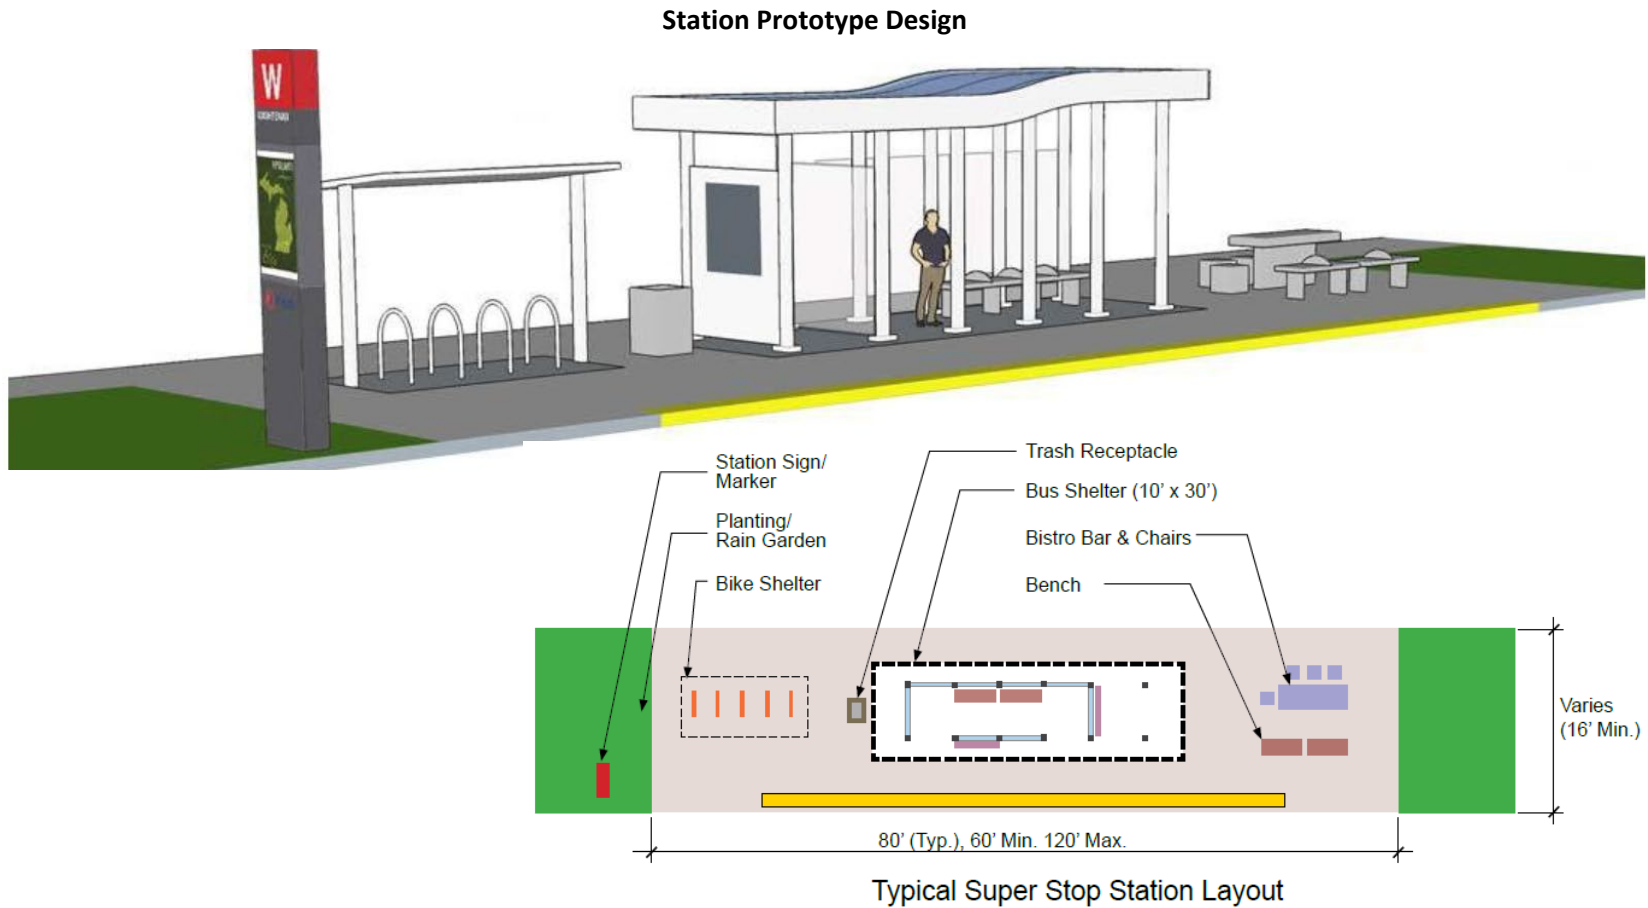 Station Prototype Design
W
Station Sign/
Marker
Planting/
Rain Garden
Bike Shelter
Trash Receptacle
Bus Shelter (10’ x 30’)
Bistro Bar & Chairs
Bench
Varies
(16’ Min.)
80’ (Typ.), 60’ Min. 120’ Max.
Typical Super Stop Station Layout